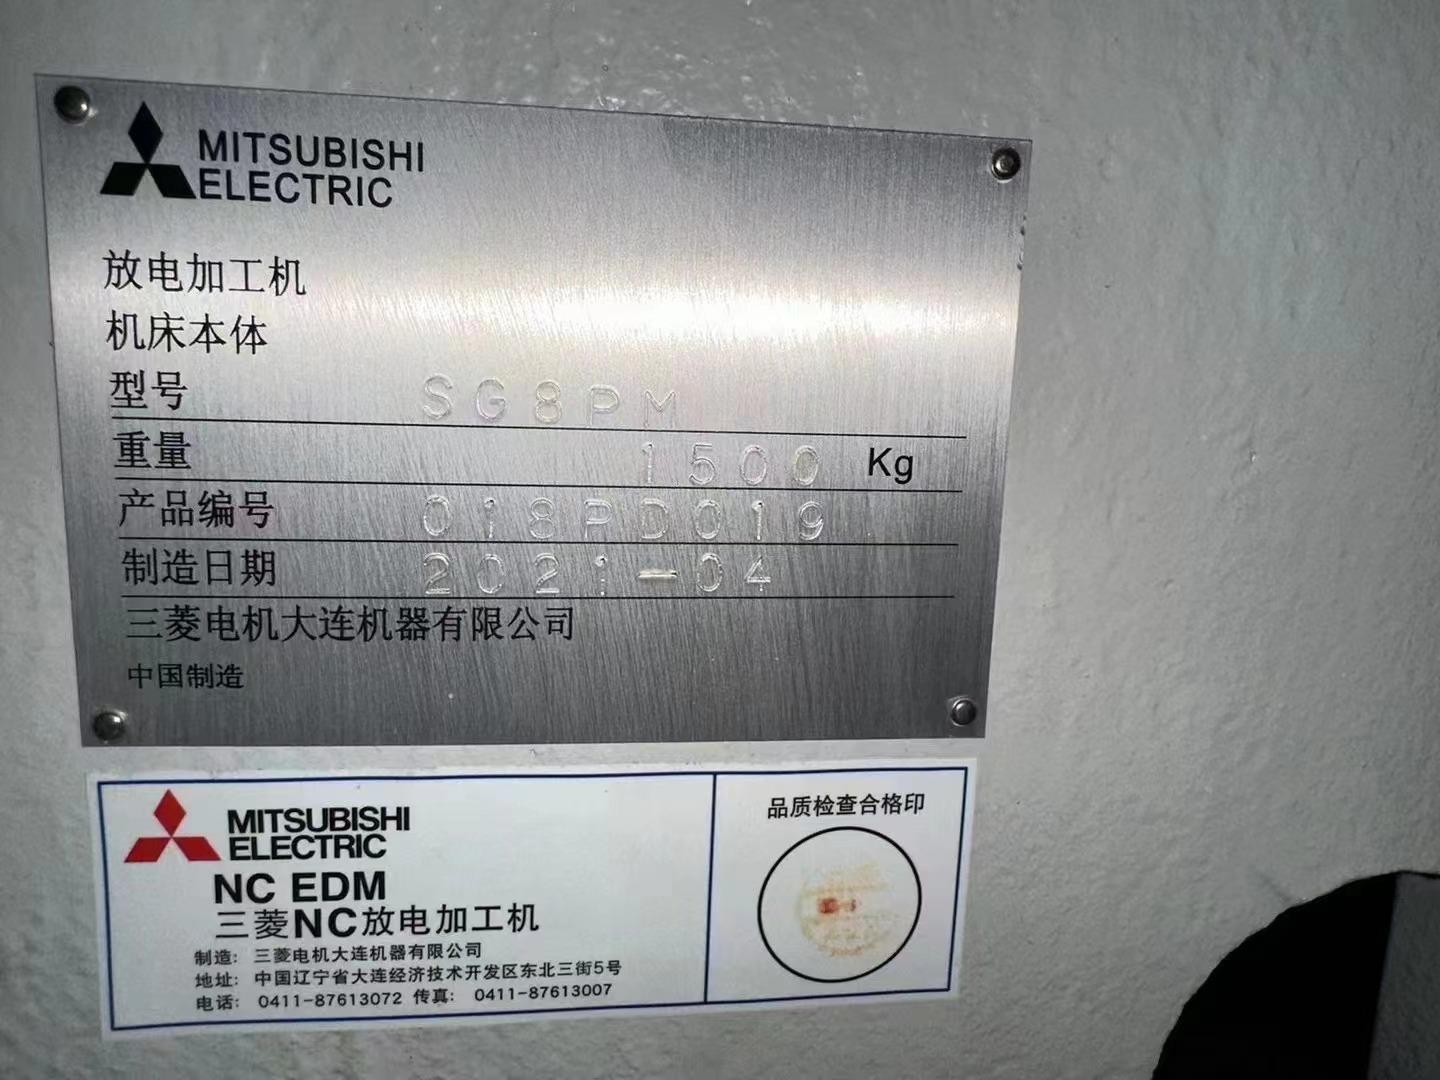 MITSUBISHI
ELECTRIC
放电加工机
机床本体
型号 SG8PM
重量 1500 Kg
产品编号 018PD019
制造日期 2021-04
三菱电机大连机器有限公司
中国制造
MITSUBISHI
ELECTRIC
NC EDM
三菱NC放电加工机
制造: 三菱电机大连机器有限公司
地址: 中国辽宁省大连经济技术开发区东北三街5号
电话: 0411-87613072 传真: 0411-87613007
品质检查合格印